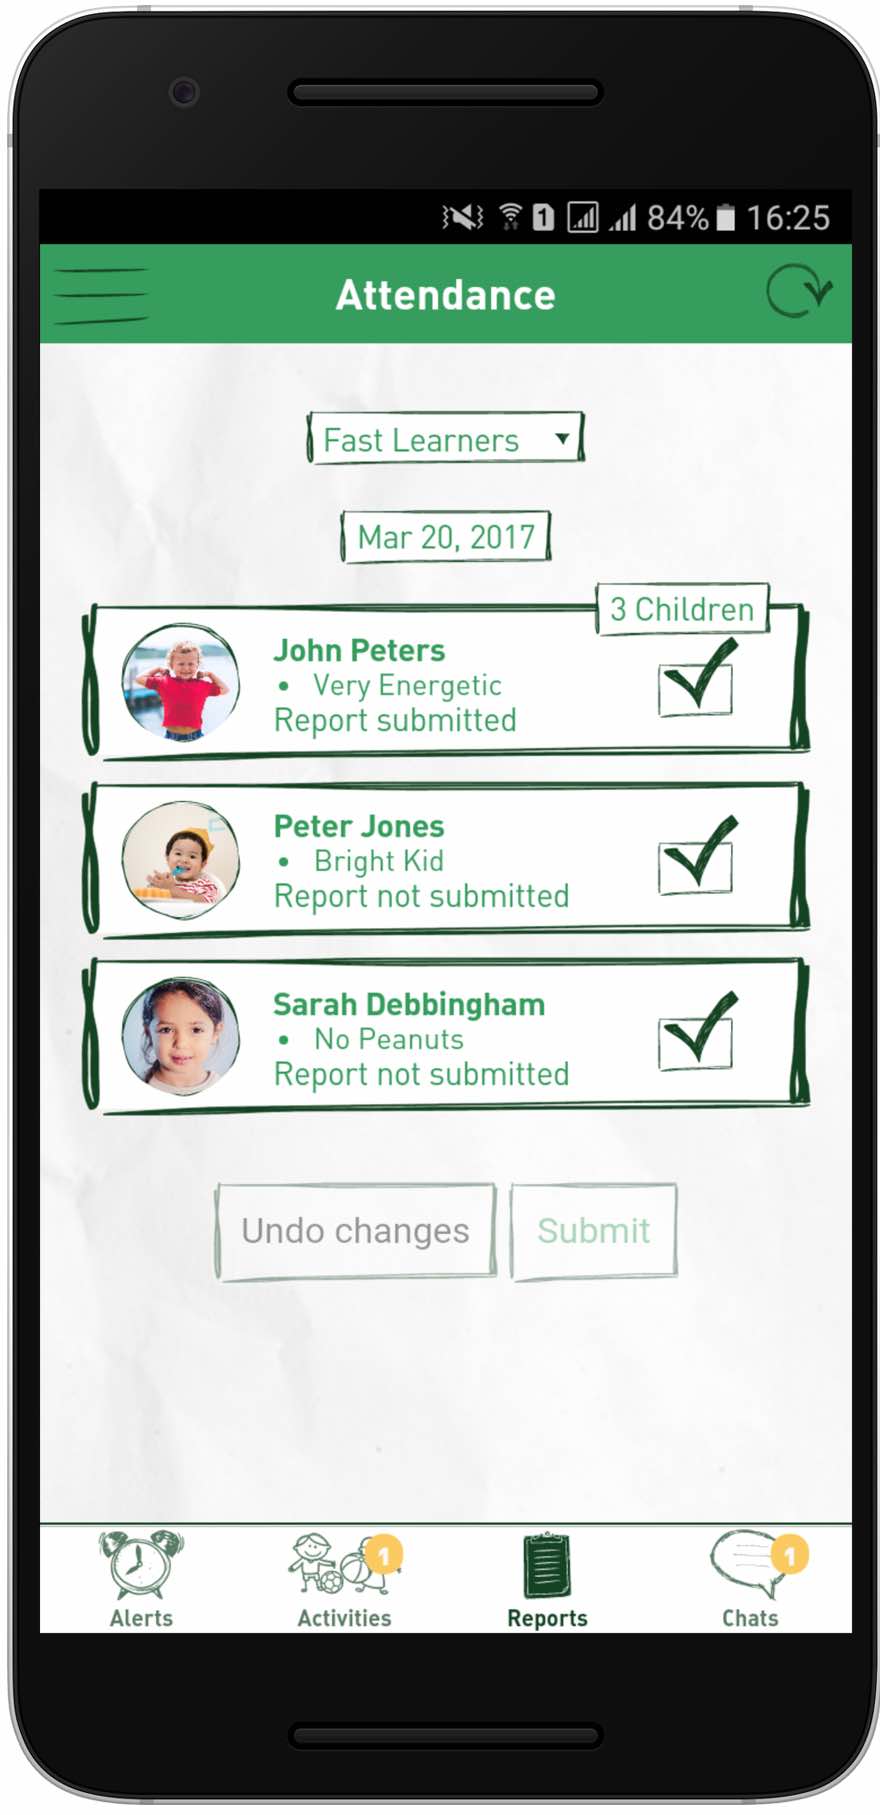 1 84% 16:25
Attendance
Fast Learners
Mar 20, 2017
3 Children
John Peters
• Very Energetic
Report submitted
Peter Jones
• Bright Kid
Report not submitted
Sarah Debbingham
• No Peanuts
Report not submitted
Undo changes Submit
1 1
Alerts Activities Reports Chats